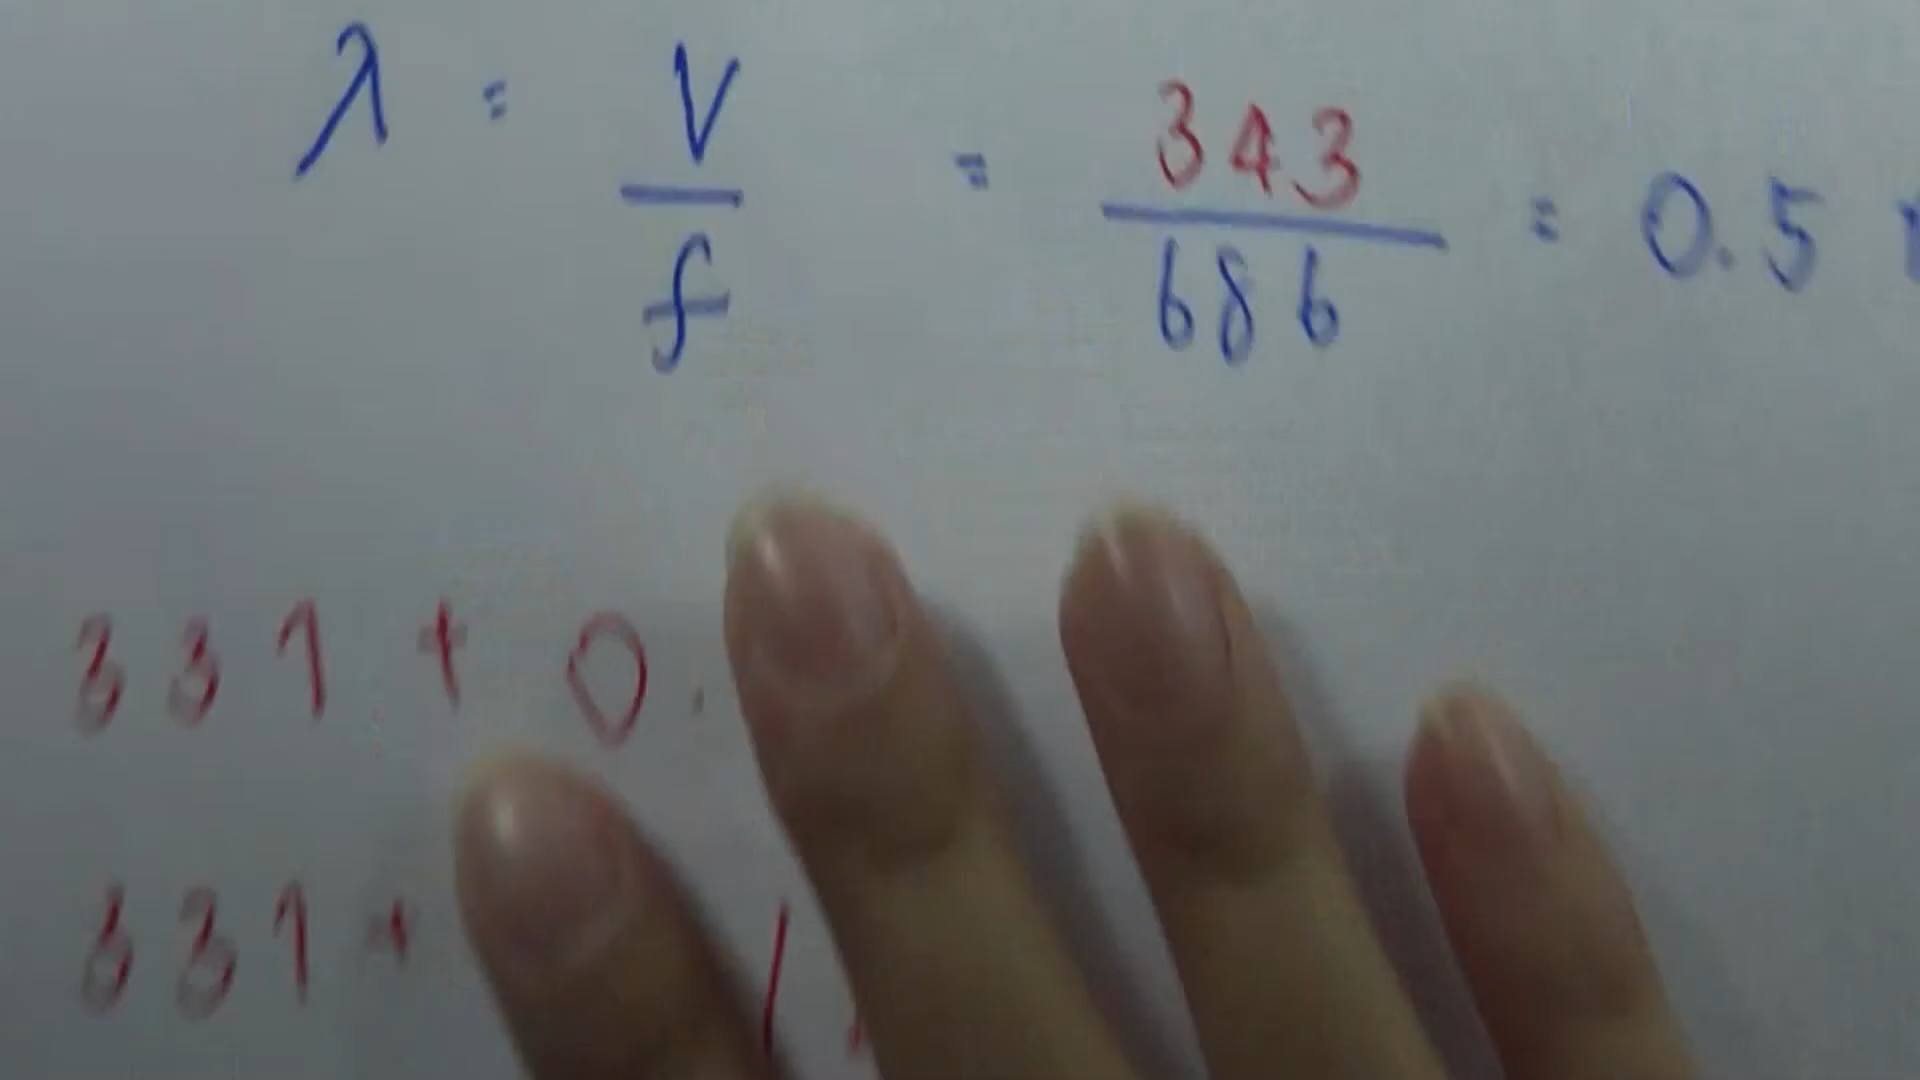 λ = V/f = 343/686 = 0.5
331 + 0.
331 +